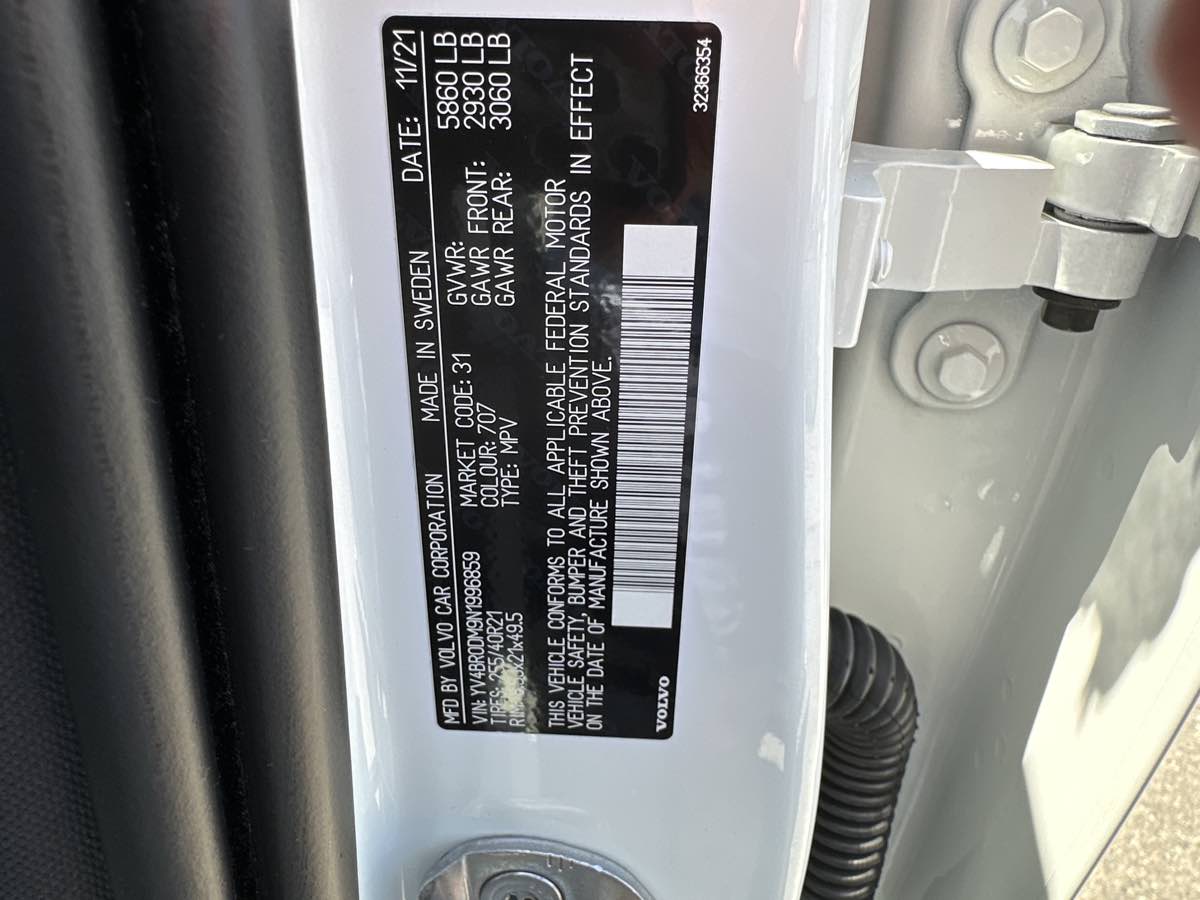 MFD BY VOLVO CAR CORPORATION MADE IN SWEDEN DATE: 11/21
VIN: YV4BR0DM9N1996859 MARKET CODE: 31 GVWR: 5860 LB
TIRES: 255/40R21 COLOUR: 707 GAWR FRONT: 2930 LB
TYPE: MPV GAWR REAR: 3060 LB
THIS VEHICLE CONFORMS TO ALL APPLICABLE FEDERAL MOTOR
VEHICLE SAFETY, BUMPER AND THEFT PREVENTION STANDARDS IN EFFECT
ON THE DATE OF MANUFACTURE SHOWN ABOVE.
VOLVO 32366354